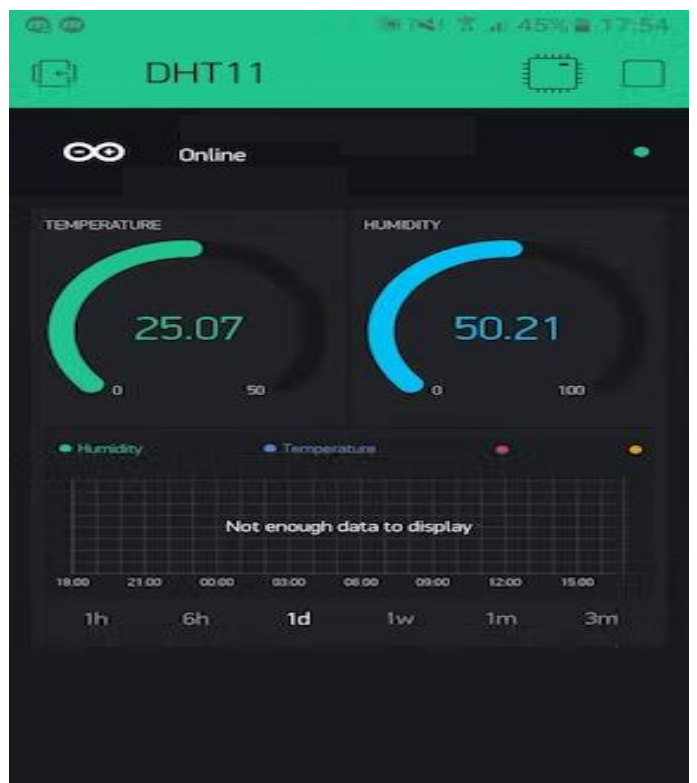 45% 17:54
DHT11
Online
TEMPERATURE HUMIDITY
25.07 50.21
0 50 0 100
Humidity Temperature
Not enough data to display
18:00 21:00 00:00 03:00 06:00 09:00 12:00 15:00
1h 6h 1d 1w 1m 3m